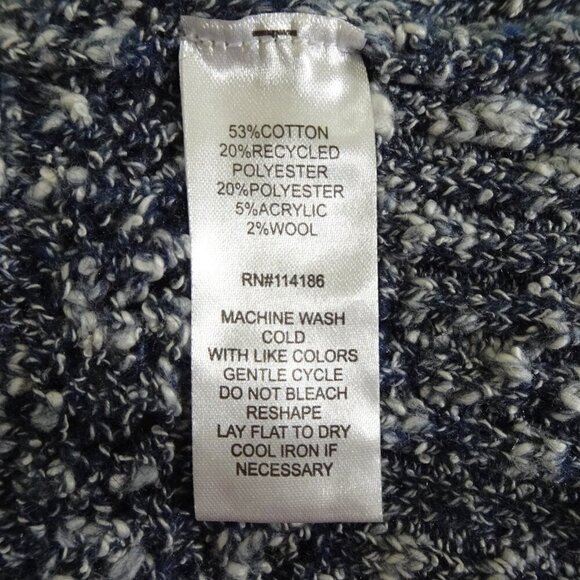 53%COTTON
20%RECYCLED
POLYESTER
20%POLYESTER
5%ACRYLIC
2%WOOL
RN#114186
MACHINE WASH
COLD
WITH LIKE COLORS
GENTLE CYCLE
DO NOT BLEACH
RESHAPE
LAY FLAT TO DRY
COOL IRON IF
NECESSARY